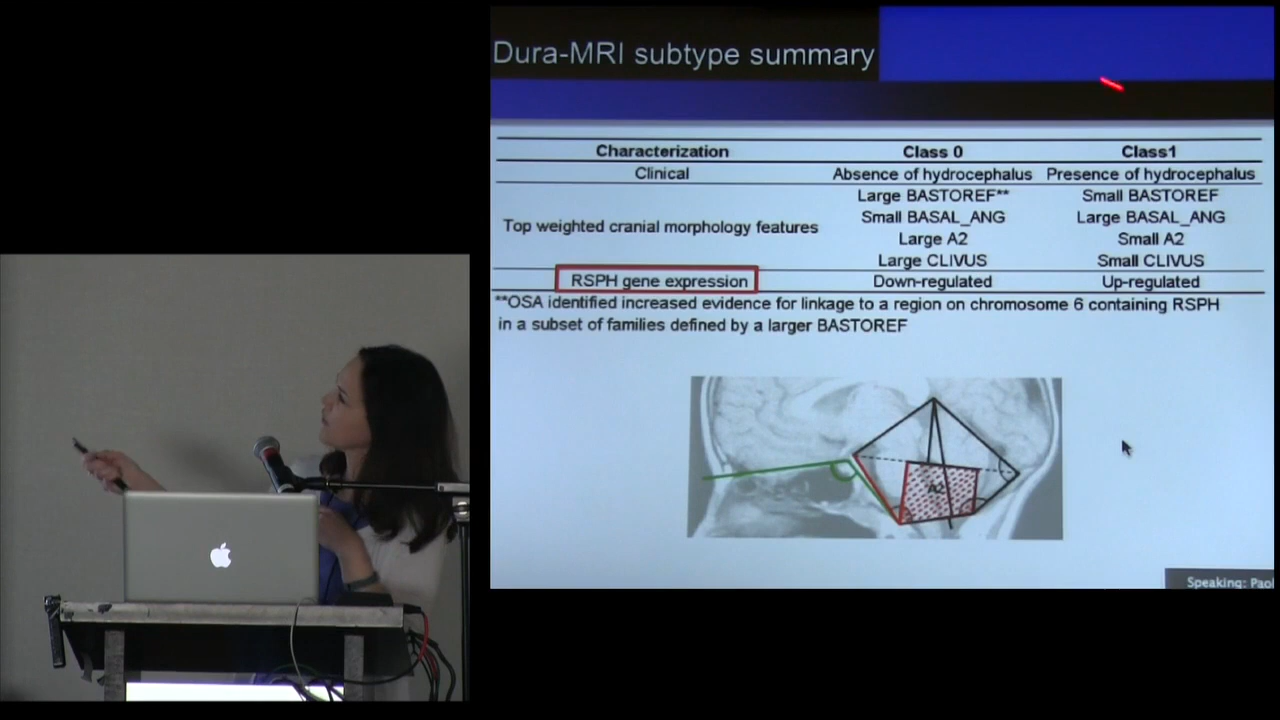 Dura-MRI subtype summary
Characterization Class 0 Class1
Clinical Absence of hydrocephalus Presence of hydrocephalus
Top weighted cranial morphology features Large BASTOREF** Small BASTOREF
Small BASAL_ANG Large BASAL_ANG
Large A2 Small A2
Large CLIVUS Small CLIVUS
RSPH gene expression Down-regulated Up-regulated
**OSA identified increased evidence for linkage to a region on chromosome 6 containing RSPH
in a subset of families defined by a larger BASTOREF
A2
Speaking: Paol